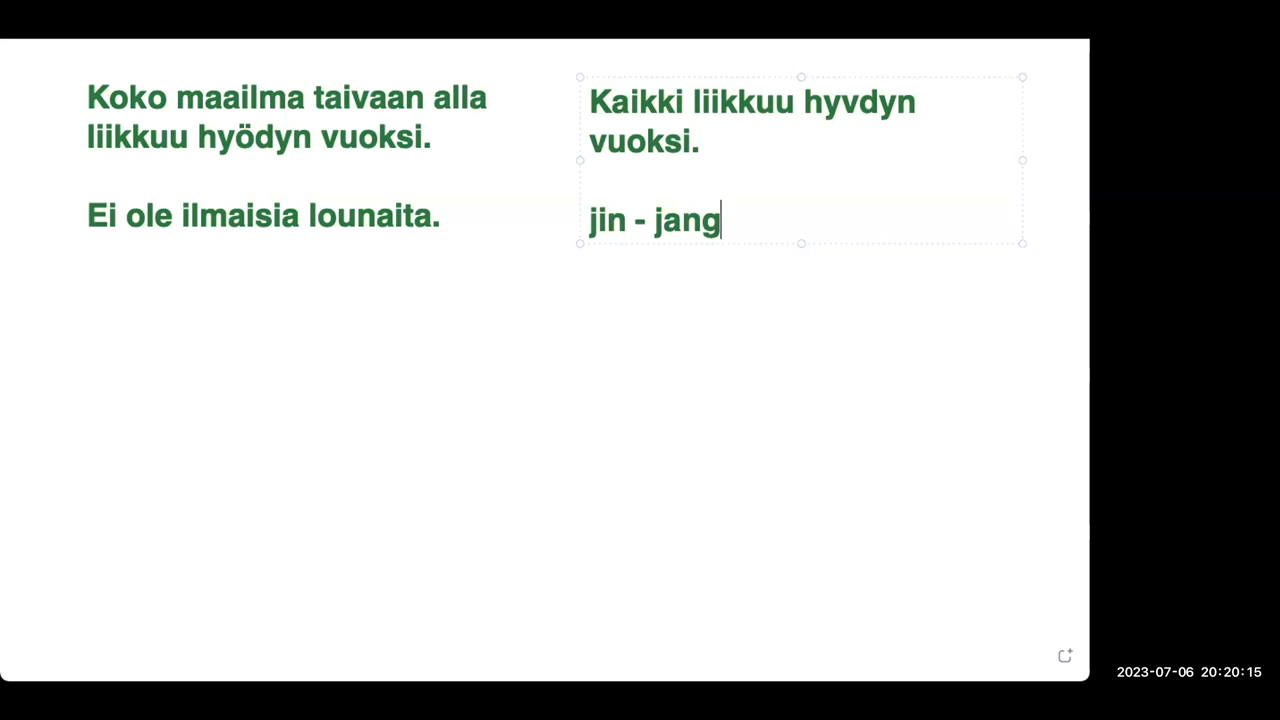 Koko maailma taivaan alla
liikkuu hyödyn vuoksi.
Ei ole ilmaisia lounaita.
Kaikki liikkuu hyvdyn
vuoksi.
jin - jang
2023-07-06 20:20:15